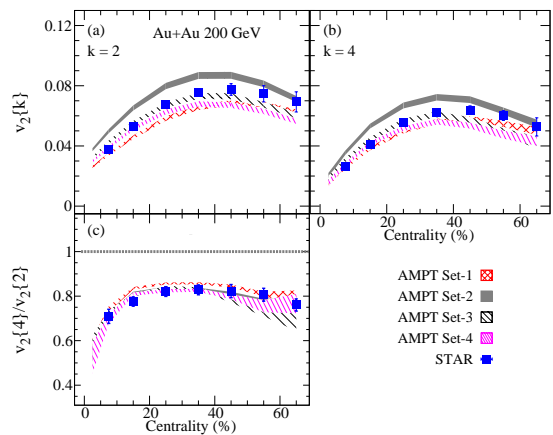 (a) Au+Au 200 GeV
k = 2
(b)
k = 4
0.12
0.08
0.04
0
v₂{k}
0 20 40 60
Centrality (%)
(c)
1
0.8
0.6
0.4
v₂{4}/v₂{2}
0 20 40 60
Centrality (%)
AMPT Set-1
AMPT Set-2
AMPT Set-3
AMPT Set-4
STAR